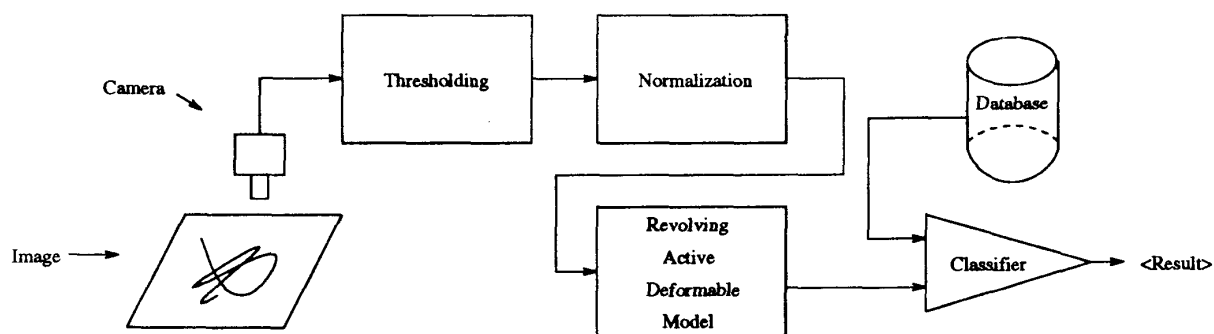 Camera
Image
Thresholding
Normalization
Revolving
Active
Deformable
Model
Database
Classifier
<Result>